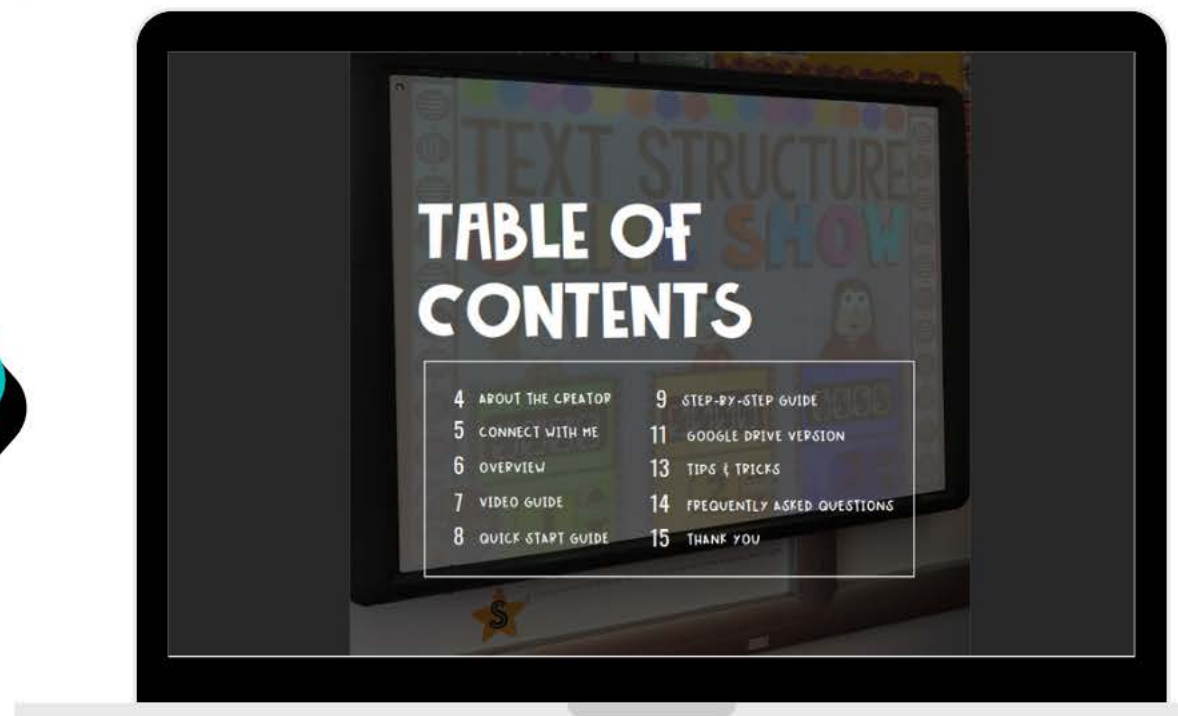 TEXT STRUCTURE
GAME SHOW
TABLE OF
CONTENTS
4 ABOUT THE CREATOR
5 CONNECT WITH ME
6 OVERVIEW
7 VIDEO GUIDE
8 QUICK START GUIDE
9 STEP-BY-STEP GUIDE
11 GOOGLE DRIVE VERSION
13 TIPS & TRICKS
14 FREQUENTLY ASKED QUESTIONS
15 THANK YOU
S